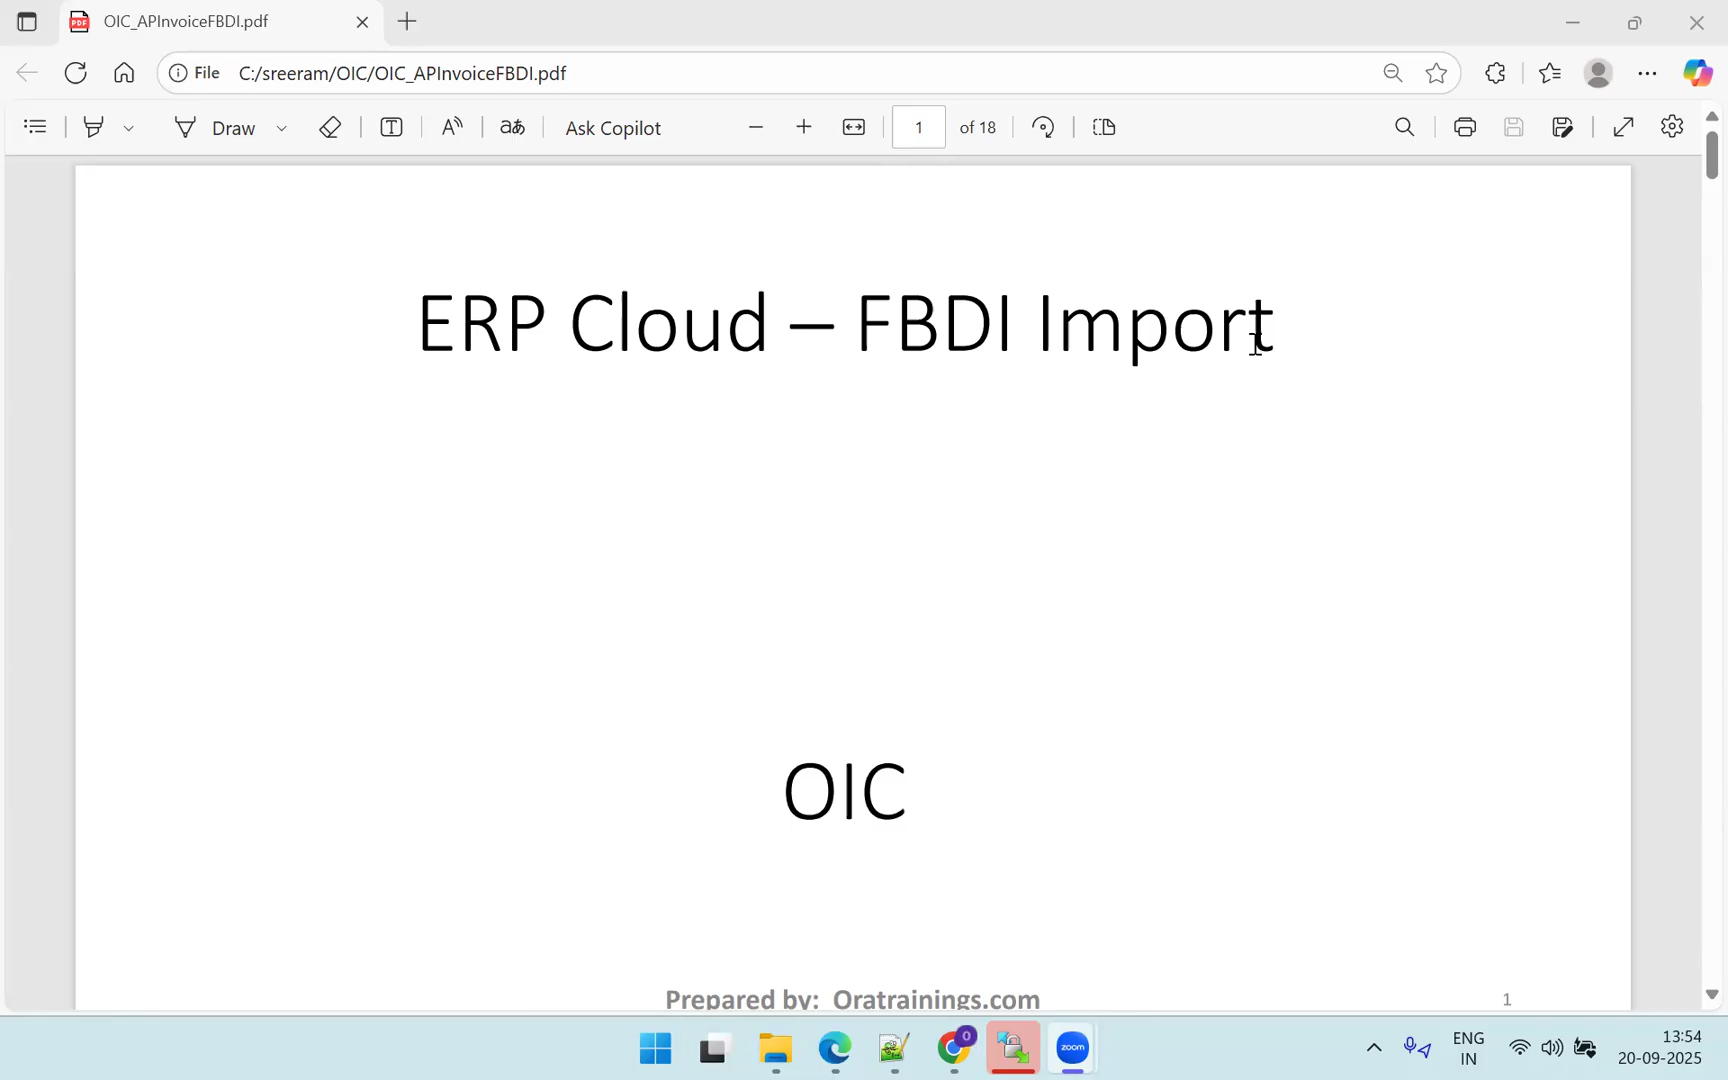 OIC_APInvoiceFBDI.pdf
File C:/sreeram/OIC/OIC_APInvoiceFBDI.pdf
Draw Ask Copilot 1 of 18
ERP Cloud – FBDI Import
OIC
Prepared by: Oratrainings.com
1
zoom
ENG
IN
13:54
20-09-2025